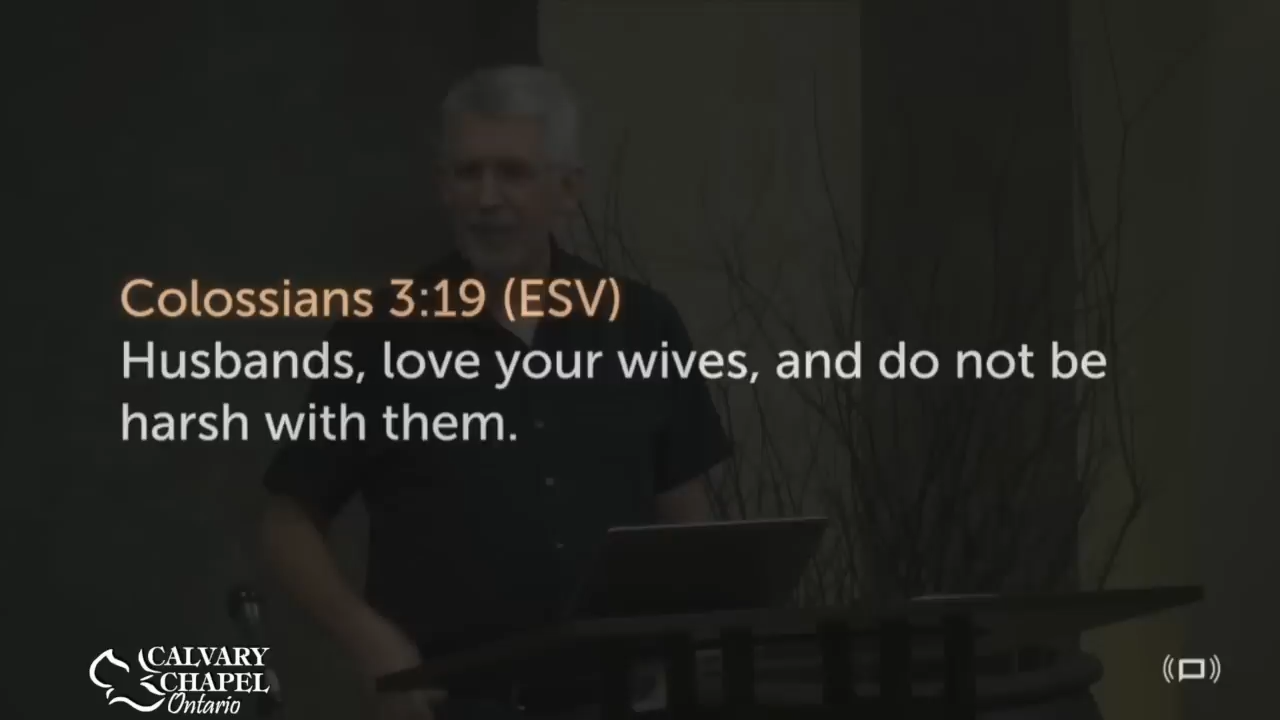 Colossians 3:19 (ESV)
Husbands, love your wives, and do not be
harsh with them.
CALVARY
CHAPEL
Ontario